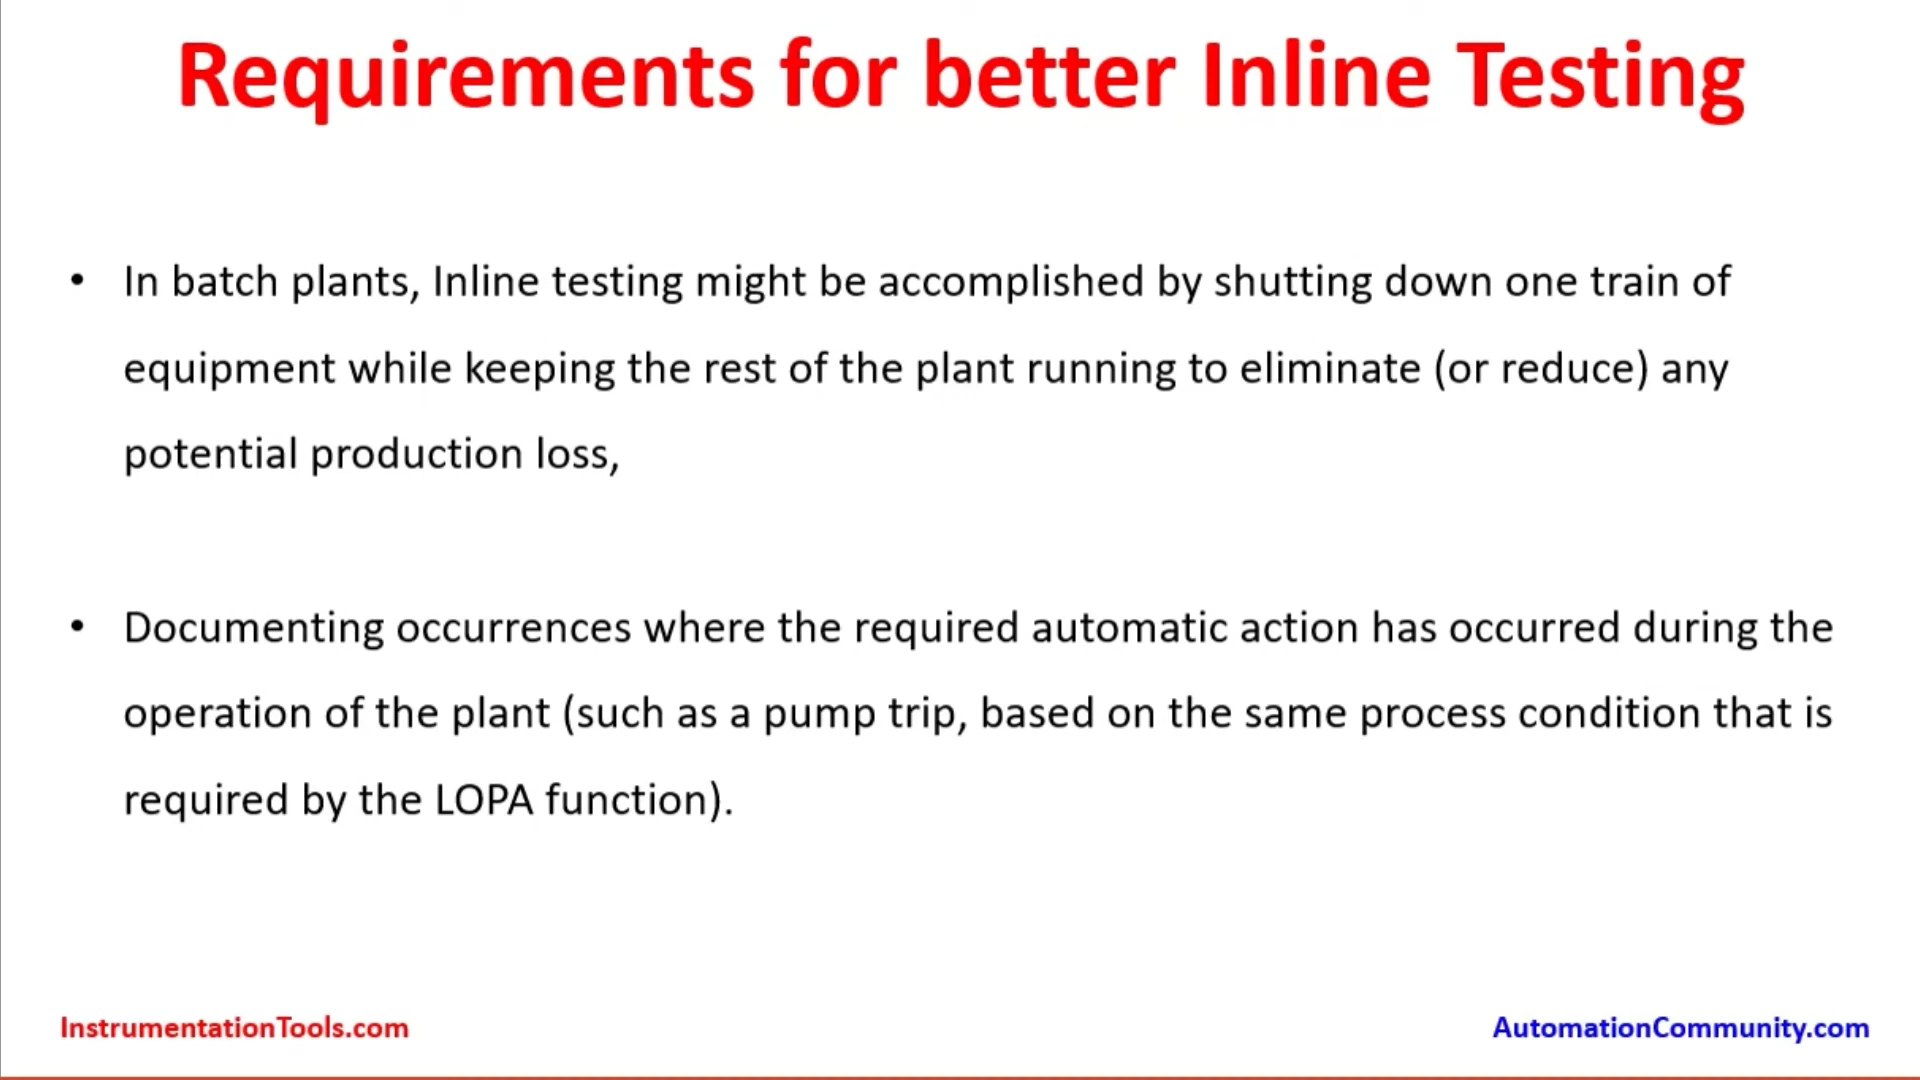 Requirements for better Inline Testing
• In batch plants, Inline testing might be accomplished by shutting down one train of
equipment while keeping the rest of the plant running to eliminate (or reduce) any
potential production loss,
• Documenting occurrences where the required automatic action has occurred during the
operation of the plant (such as a pump trip, based on the same process condition that is
required by the LOPA function).
InstrumentationTools.com
AutomationCommunity.com